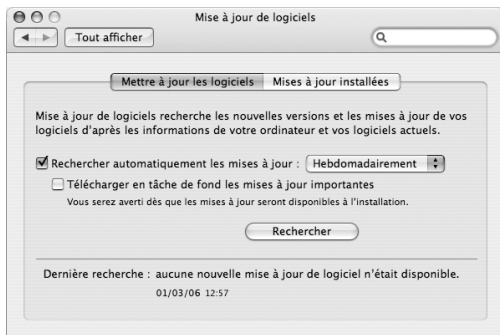 Mise à jour de logiciels
Tout afficher
Mettre à jour les logiciels
Mises à jour installées
Mise à jour de logiciels recherche les nouvelles versions et les mises à jour de vos
logiciels d'après les informations de votre ordinateur et vos logiciels actuels.
Rechercher automatiquement les mises à jour : Hebdomadairement
Télécharger en tâche de fond les mises à jour importantes
Vous serez averti dès que les mises à jour seront disponibles à l'installation.
Rechercher
Dernière recherche : aucune nouvelle mise à jour de logiciel n'était disponible.
01/03/06 12:57